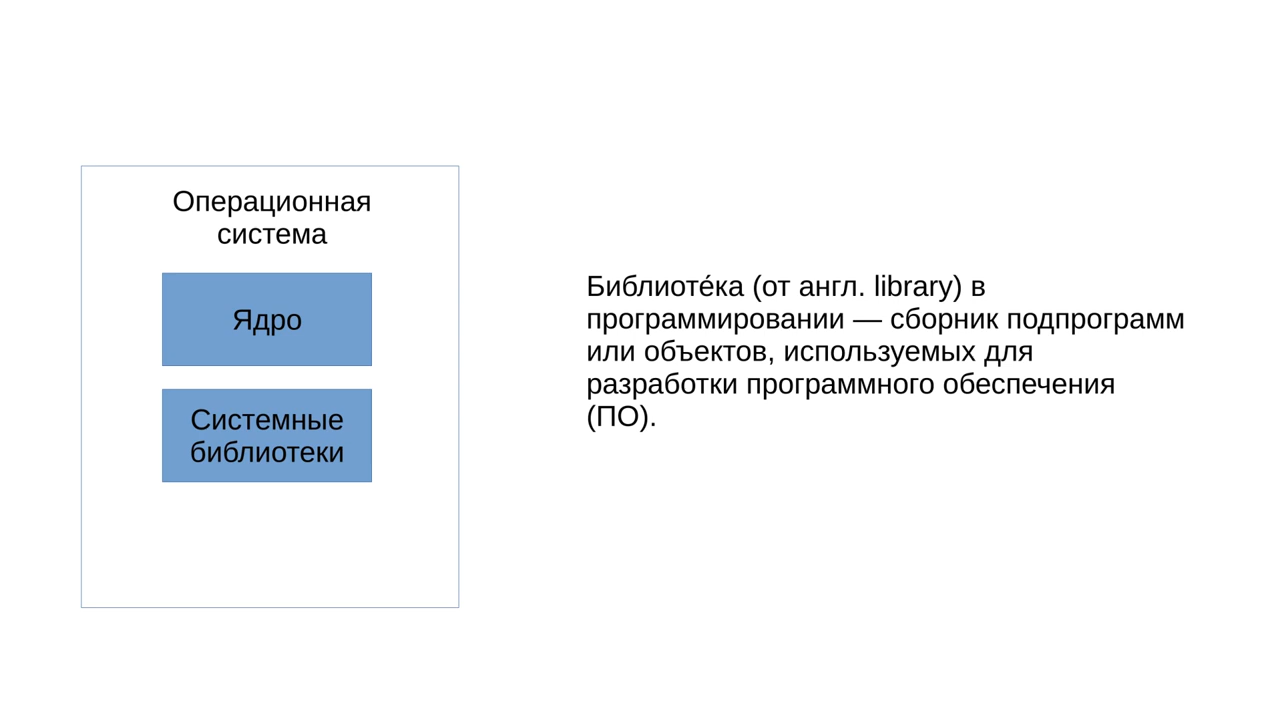 Операционная
система
Ядро
Системные
библиотеки
Библиоте́ка (от англ. library) в
программировании — сборник подпрограмм
или объектов, используемых для
разработки программного обеспечения
(ПО).